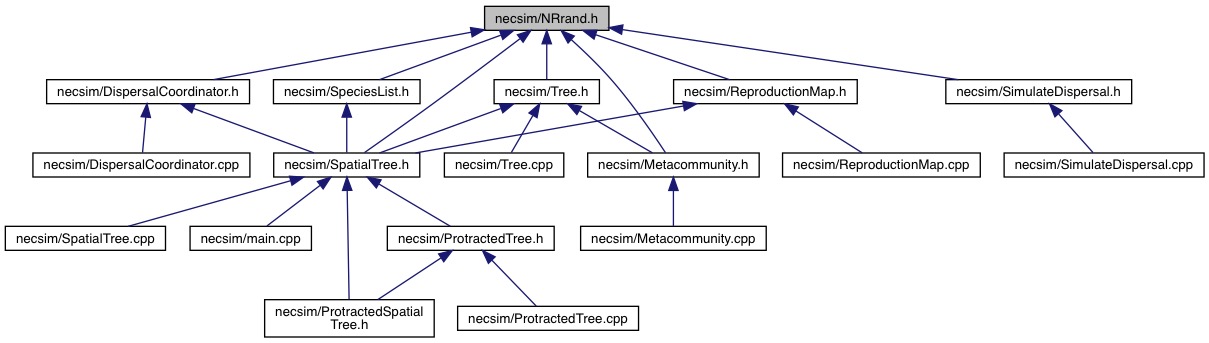 necsim/NRrand.h
necsim/DispersalCoordinator.h
necsim/SpeciesList.h
necsim/Tree.h
necsim/ReproductionMap.h
necsim/SimulateDispersal.h
necsim/DispersalCoordinator.cpp
necsim/SpatialTree.h
necsim/Tree.cpp
necsim/Metacommunity.h
necsim/ReproductionMap.cpp
necsim/SimulateDispersal.cpp
necsim/SpatialTree.cpp
necsim/main.cpp
necsim/ProtractedTree.h
necsim/Metacommunity.cpp
necsim/ProtractedSpatial
Tree.h
necsim/ProtractedTree.cpp